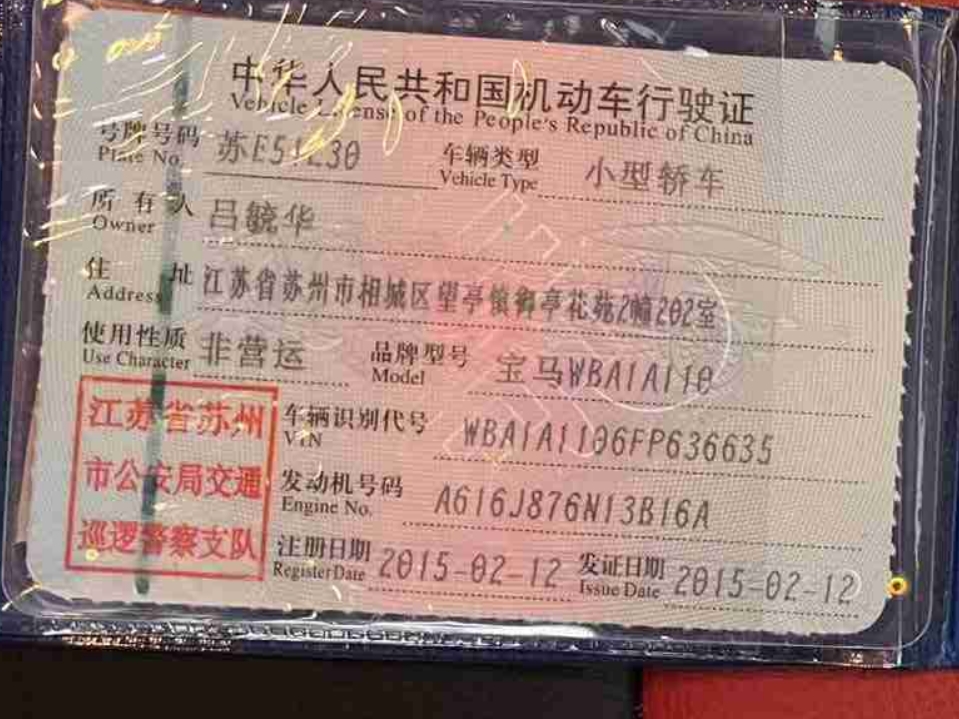 中华人民共和国机动车行驶证
Vehicle License of the People's Republic of China
号牌号码 车辆类型 小型轿车
Plate No. Vehicle Type
所有人 吕毓华
Owner
住址 江苏省苏州市相城区望亭镇御亭花苑2幢202室
Address
使用性质 非营运 品牌型号 宝马WBA1A110
Use Character Model
江苏省苏州
市公安局交通
巡逻警察支队
车辆识别代号 WBA1A1106FP636635
VIN
发动机号码 A616J876N13B16A
Engine No.
注册日期 2015-02-12 发证日期 2015-02-12
Register Date Issue Date